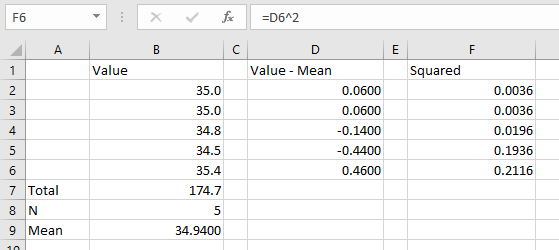 F6 fx =D6^2
A B C D E F
1 Value Value - Mean Squared
2 35.0 0.0600 0.0036
3 35.0 0.0600 0.0036
4 34.8 -0.1400 0.0196
5 34.5 -0.4400 0.1936
6 35.4 0.4600 0.2116
7 Total 174.7
8 N 5
9 Mean 34.9400
10